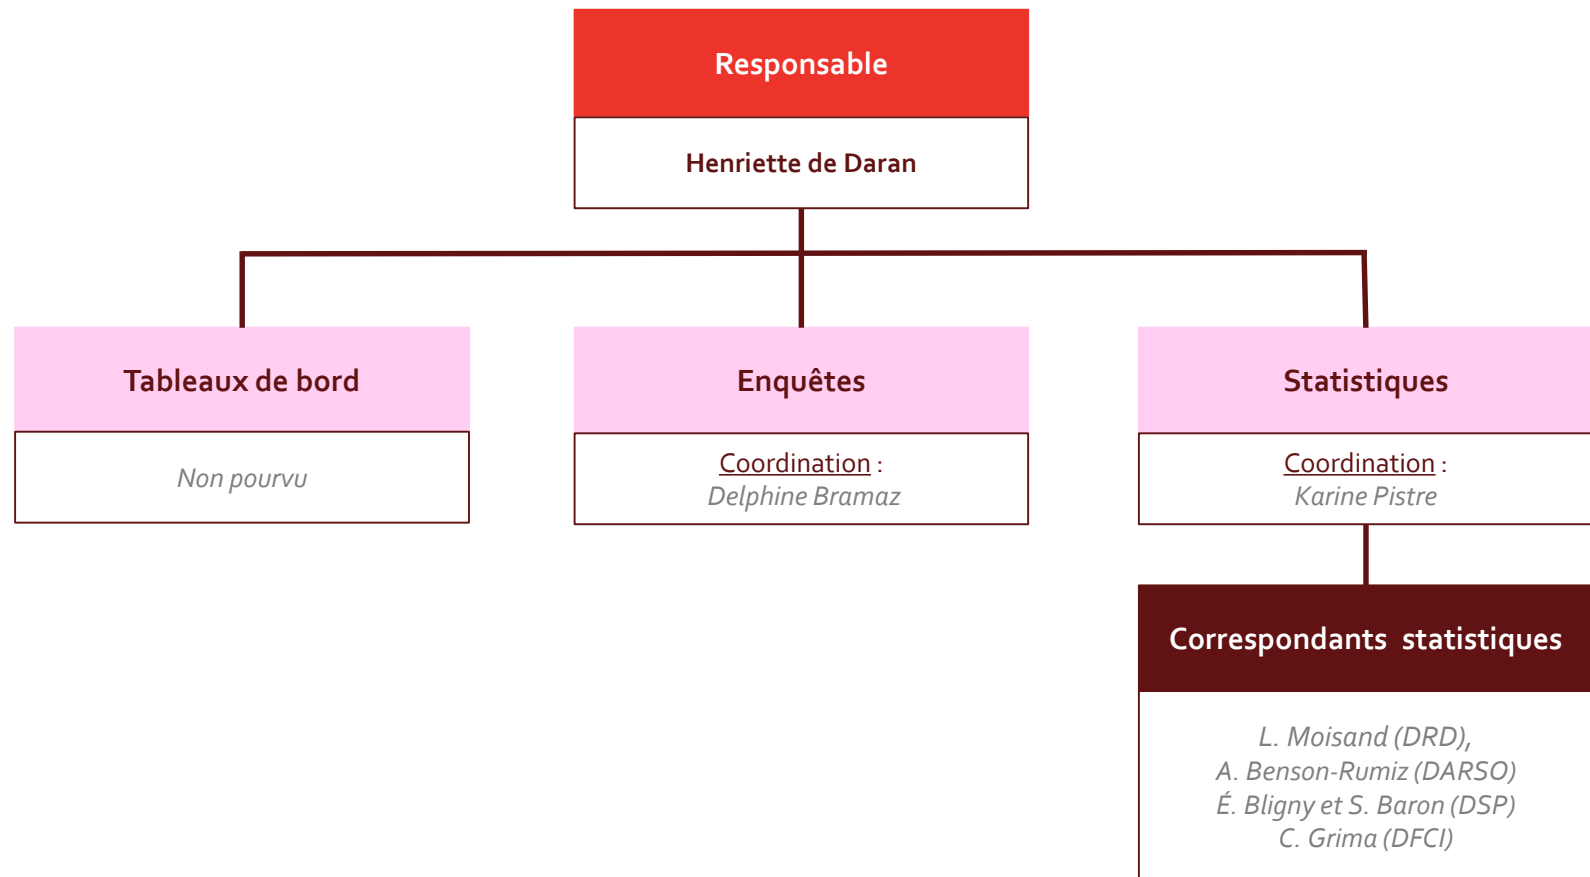 Responsable
Henriette de Daran
Tableaux de bord
Non pourvu
Enquêtes
Coordination :
Delphine Bramaz
Statistiques
Coordination :
Karine Pistre
Correspondants statistiques
L. Moisand (DRD),
A. Benson-Rumiz (DARSO)
É. Bligny et S. Baron (DSP)
C. Grima (DFCI)